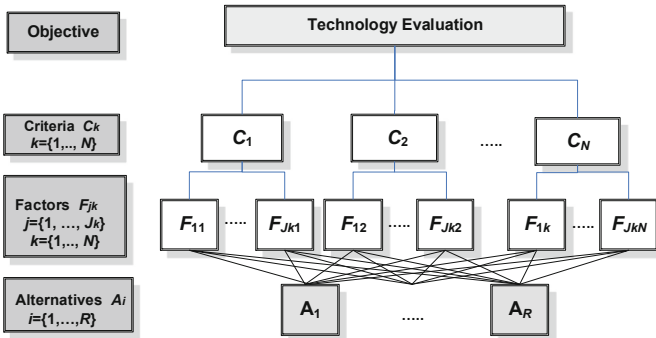 Objective
Technology Evaluation
Criteria Ck
k={1,.., N}
C1
C2
.....
CN
Factors Fjk
j={1, ..., Jk}
k={1,.., N}
F11
.....
FJk1
F12
.....
FJk2
F1k
.....
FJkN
Alternatives Ai
i={1,...,R}
A1
.....
AR